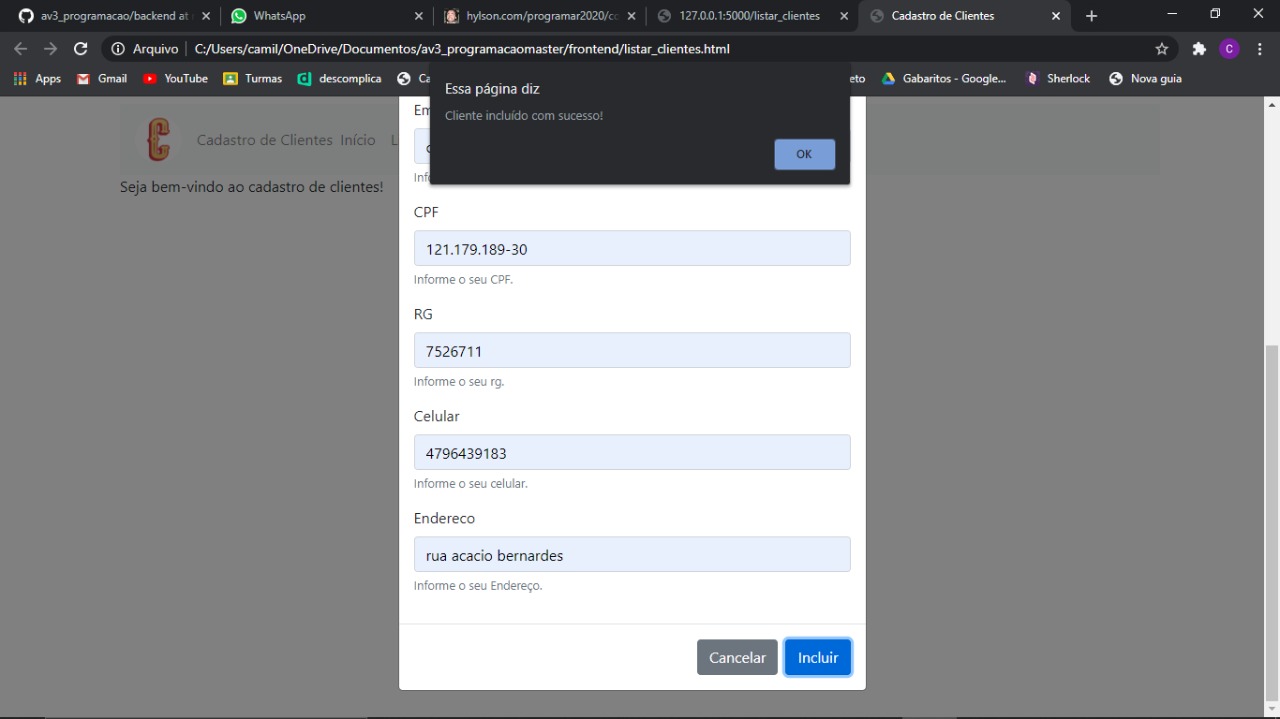 av3_programacao/backend at
WhatsApp
hylson.com/programar2020/cc
127.0.0.1:5000/listar_clientes
Cadastro de Clientes
Arquivo
C:/Users/camil/OneDrive/Documentos/av3_programacaomaster/frontend/listar_clientes.html
C
Apps
Gmail
YouTube
Turmas
descomplica
Ca
eto
Gabaritos - Google...
Sherlock
Nova guia
Essa página diz
Cliente incluído com sucesso!
OK
Cadastro de Clientes Início L
Seja bem-vindo ao cadastro de clientes!
Em
Info
CPF
121.179.189-30
Informe o seu CPF.
RG
7526711
Informe o seu rg.
Celular
4796439183
Informe o seu celular.
Endereco
rua acacio bernardes
Informe o seu Endereço.
Cancelar
Incluir